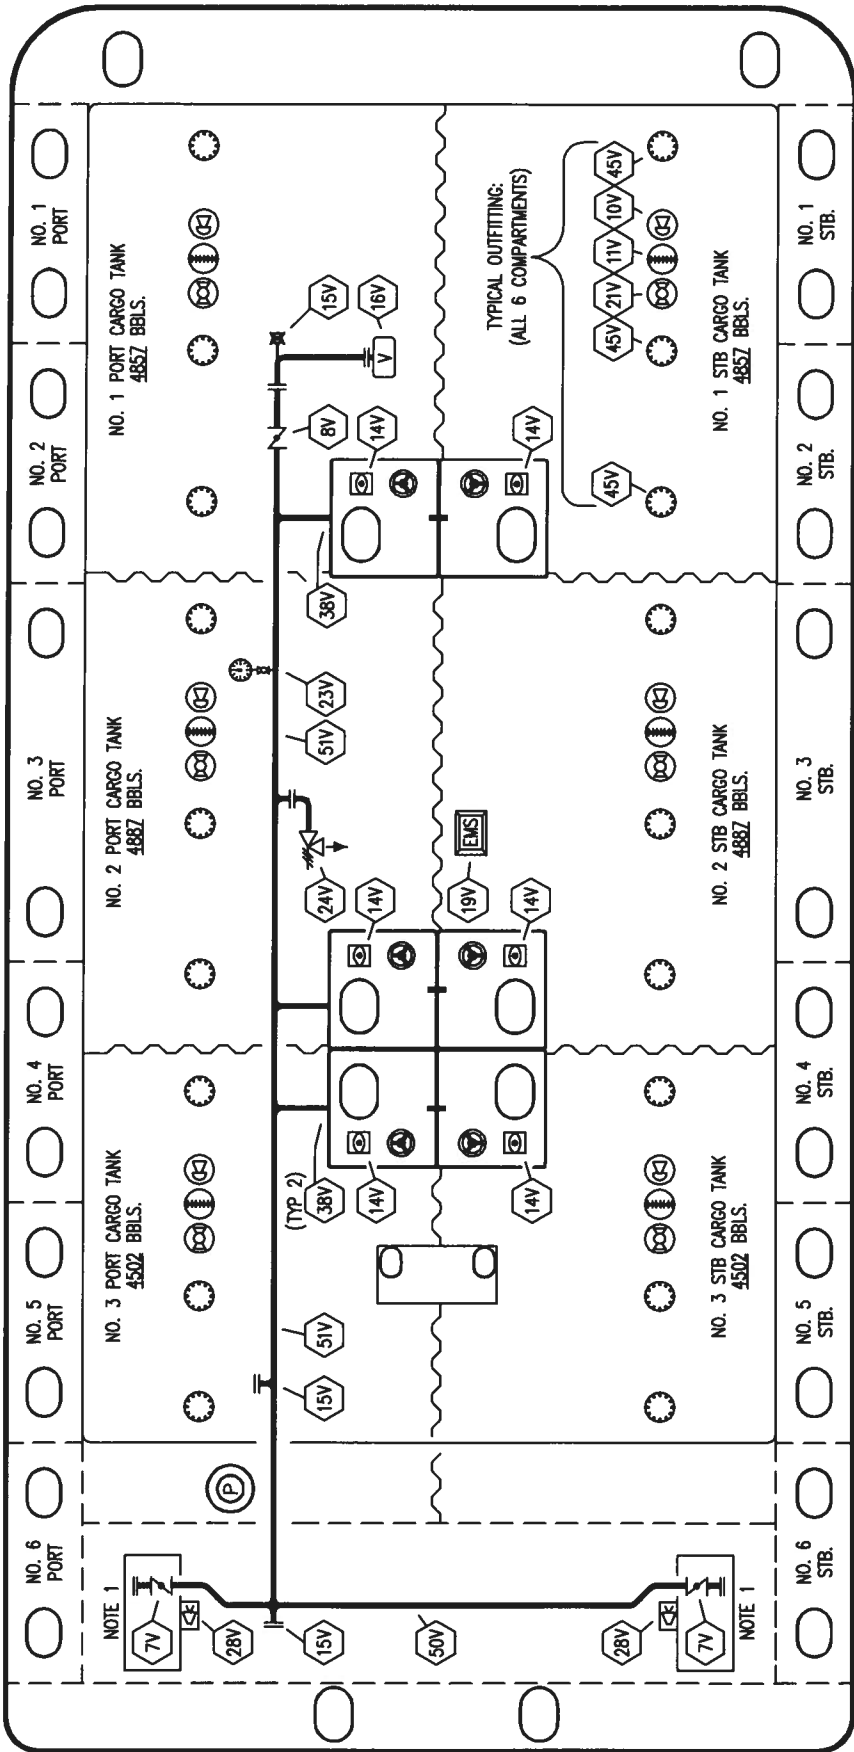 NO. 1
PORT
NO. 2
PORT
NO. 3
PORT
NO. 4
PORT
NO. 5
PORT
NO. 6
PORT
NO. 1 PORT CARGO TANK
4857 BBLS.
NO. 2 PORT CARGO TANK
4887 BBLS.
NO. 3 PORT CARGO TANK
4502 BBLS.
15V
16V
V
8V
14V
14V
38V
23V
51V
24V
14V
EMS
19V
14V
(TYP 2)
38V
14V
14V
51V
15V
P
NOTE 1
7V
28V
15V
50V
28V
7V
NOTE 1
TYPICAL OUTFITTING:
(ALL 6 COMPARTMENTS)
45V
10V
11V
21V
45V
45V
NO. 1 STB CARGO TANK
4857 BBLS.
NO. 2 STB CARGO TANK
4887 BBLS.
NO. 3 STB CARGO TANK
4502 BBLS.
NO. 1
STB.
NO. 2
STB.
NO. 3
STB.
NO. 4
STB.
NO. 5
STB.
NO. 6
STB.